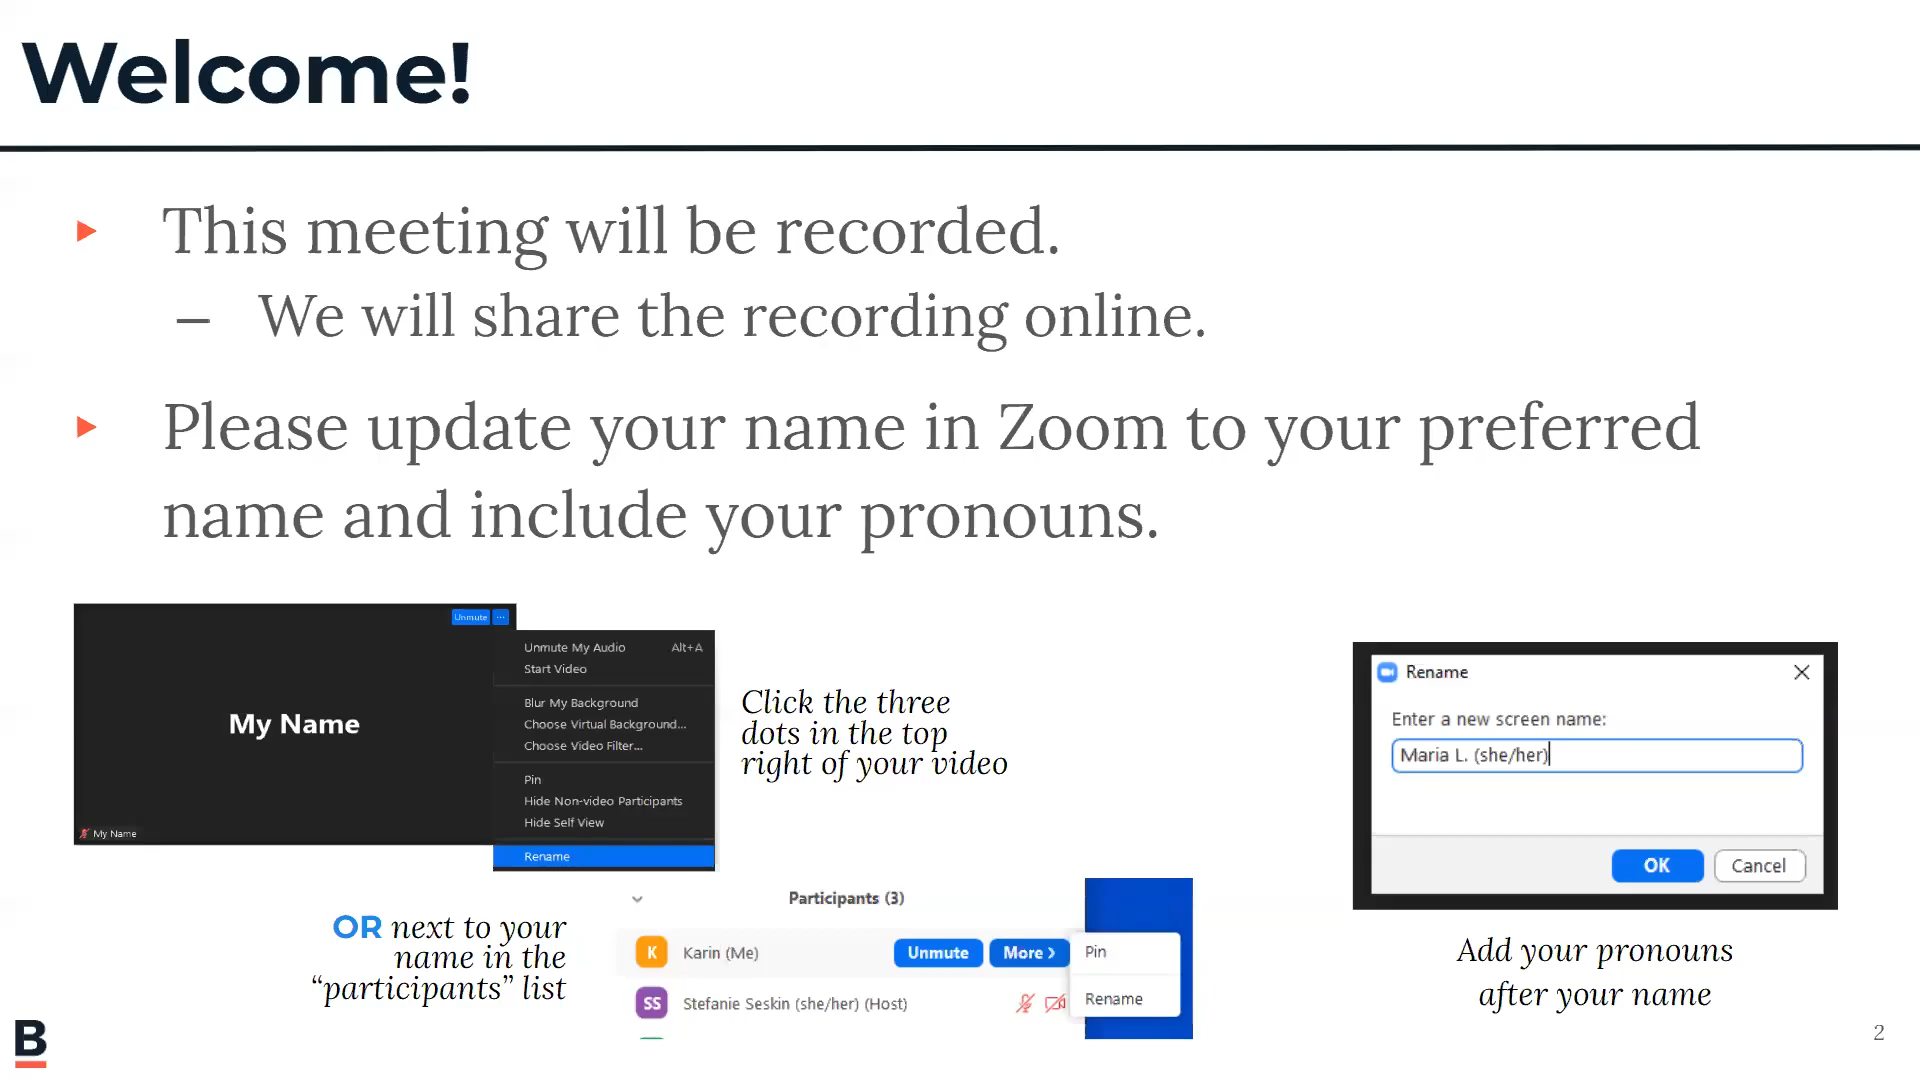 Welcome!
This meeting will be recorded.
– We will share the recording online.
Please update your name in Zoom to your preferred
name and include your pronouns.
Unmute ...
Unmute My Audio Alt+A
Start Video
Blur My Background
Choose Virtual Background...
Choose Video Filter...
Pin
Hide Non-video Participants
Hide Self View
Rename
My Name
My Name
Click the three
dots in the top
right of your video
OR next to your
name in the
“participants” list
Participants (3)
K Karin (Me) Unmute More >
SS Stefanie Seskin (she/her) (Host)
Pin
Rename
Rename
Enter a new screen name:
Maria L. (she/her)
OK Cancel
Add your pronouns
after your name
B
2